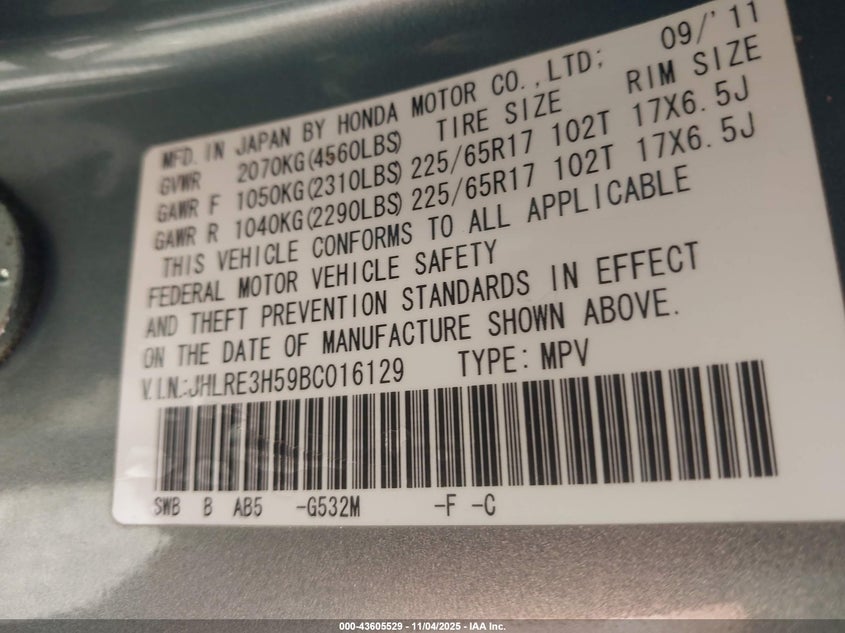 MFD. IN JAPAN BY HONDA MOTOR CO.,LTD; 09/'11
GVWR 2070KG(4560LBS) TIRE SIZE RIM SIZE
GAWR F 1050KG(2310LBS) 225/65R17 102T 17X6.5J
GAWR R 1040KG(2290LBS) 225/65R17 102T 17X6.5J
THIS VEHICLE CONFORMS TO ALL APPLICABLE
FEDERAL MOTOR VEHICLE SAFETY
AND THEFT PREVENTION STANDARDS IN EFFECT
ON THE DATE OF MANUFACTURE SHOWN ABOVE.
V.I.N.:JHLRE3H59BC016129 TYPE: MPV
SWB B AB5 -G532M -F -C
000-43605529 - 11/04/2025 - IAA Inc.